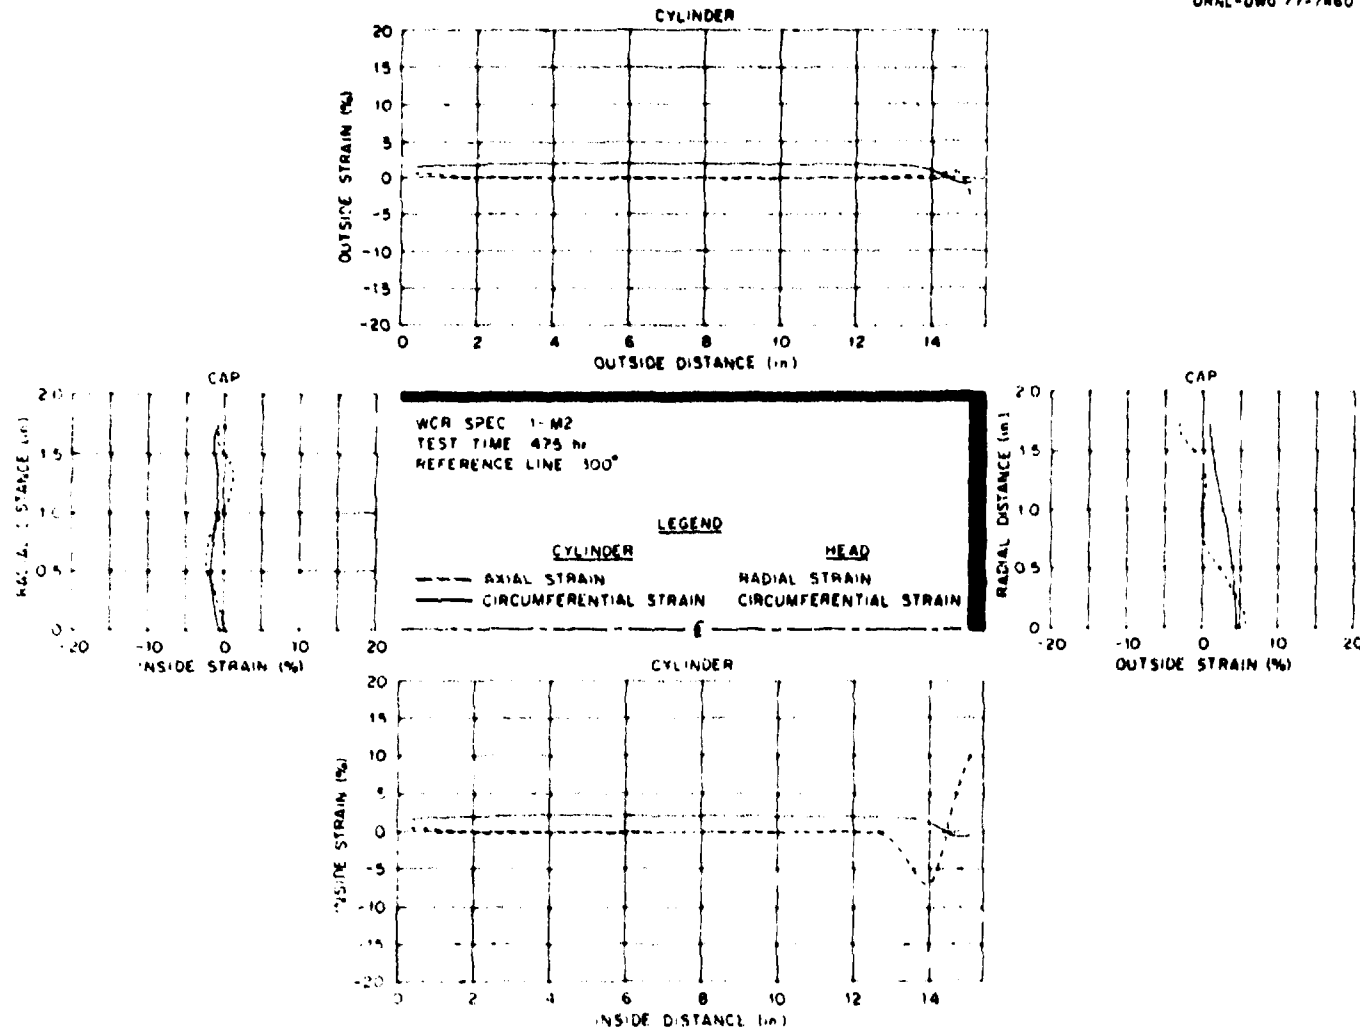 CYLINDER
20
15
10
5
0
-5
-10
-15
-20
OUTSIDE STRAIN (%)
0 2 4 6 8 10 12 14
OUTSIDE DISTANCE (in)
CAP
2.0
1.5
1.0
0.5
0
-20 -10 0 10 20
INSIDE STRAIN (%)
WCR SPEC 1-M2
TEST TIME 475 hr
REFERENCE LINE 300°
LEGEND
CYLINDER HEAD
AXIAL STRAIN RADIAL STRAIN
CIRCUMFERENTIAL STRAIN CIRCUMFERENTIAL STRAIN
CAP
RADIAL DISTANCE (in)
2.0
1.5
1.0
0.5
0
-20 -10 0 10 20
OUTSIDE STRAIN (%)
CYLINDER
20
15
10
5
0
-5
-10
-15
-20
INSIDE STRAIN (%)
0 2 4 6 8 10 12 14
INSIDE DISTANCE (in)